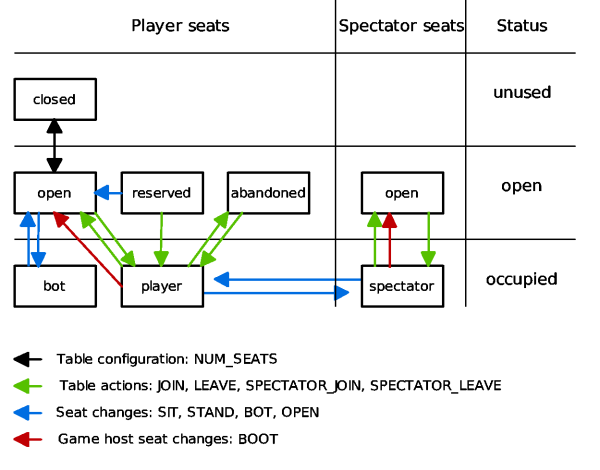 Player seats Spectator seats Status
closed unused
open reserved abandoned open open
bot player spectator occupied
Table configuration: NUM_SEATS
Table actions: JOIN, LEAVE, SPECTATOR_JOIN, SPECTATOR_LEAVE
Seat changes: SIT, STAND, BOT, OPEN
Game host seat changes: BOOT